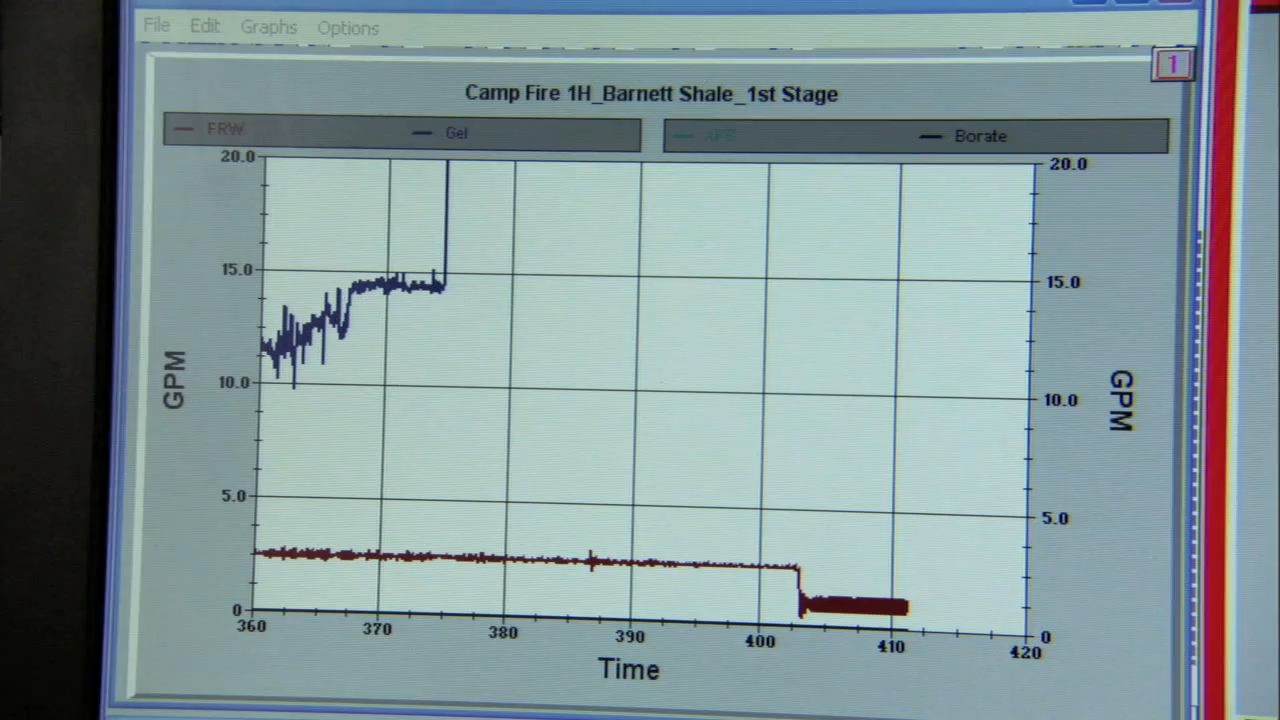 File Edit Graphs Options
1
Camp Fire 1H_Barnett Shale_1st Stage
FRW Gel Borate
20.0 20.0
15.0 15.0
10.0 10.0
5.0 5.0
0 0
GPM GPM
360 370 380 390 400 410 420
Time